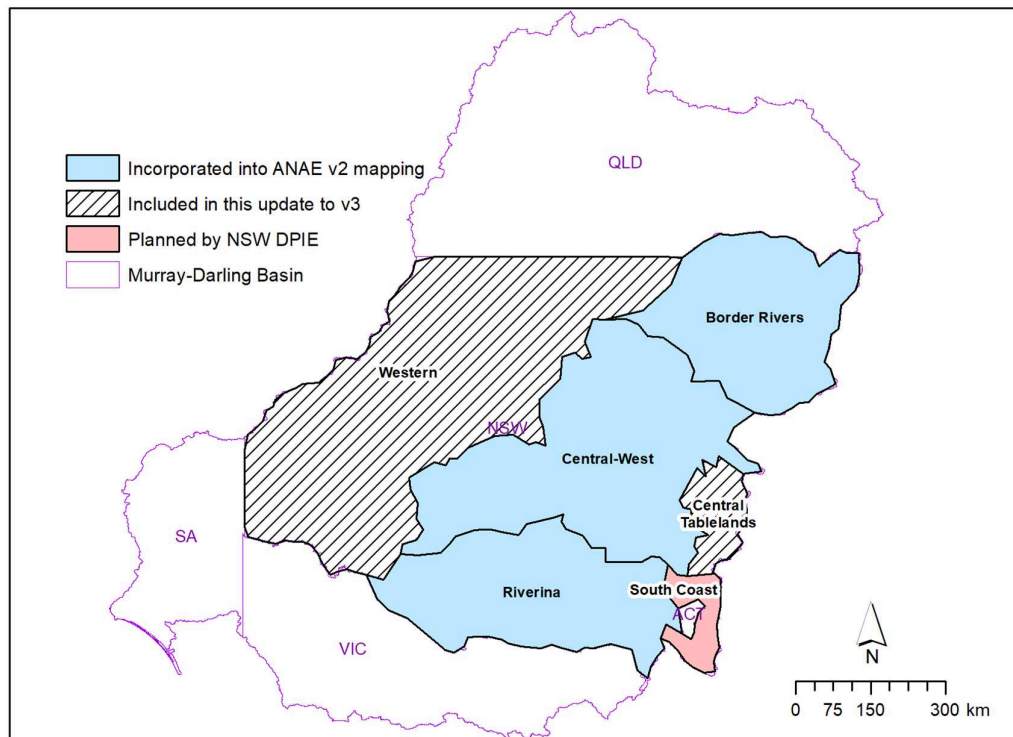 QLD
Incorporated into ANAE v2 mapping
Included in this update to v3
Planned by NSW DPIE
Murray-Darling Basin
Border Rivers
Western
NSW
Central-West
Central
Tablelands
SA
Riverina
South Coast
ACT
VIC
N
0 75 150 300 km